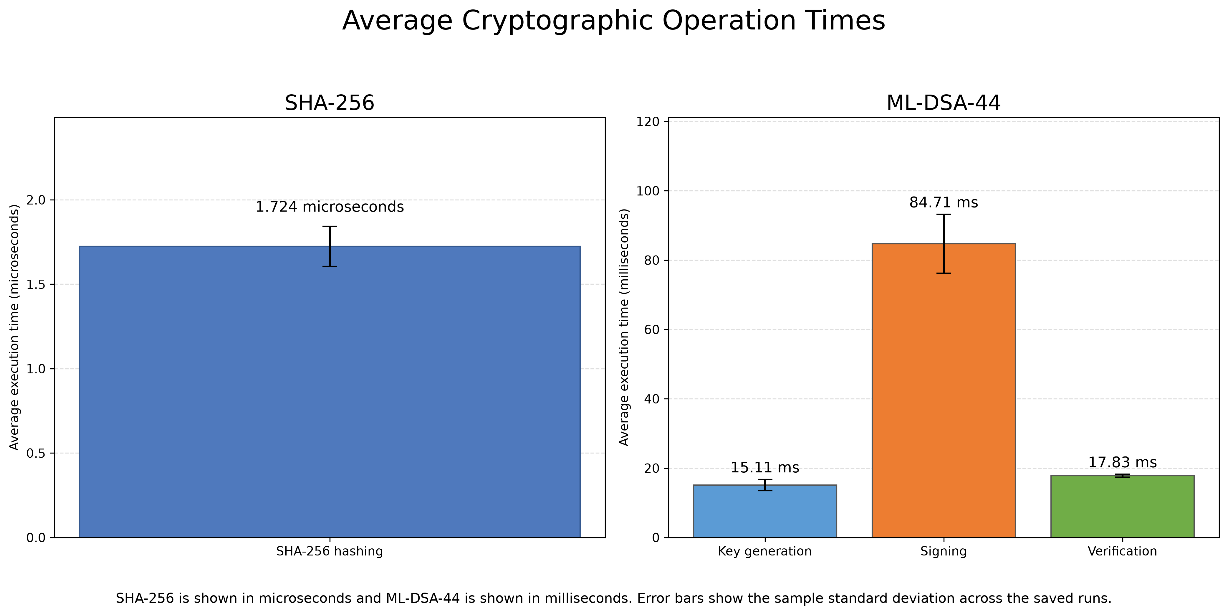 Average Cryptographic Operation Times
SHA-256
Average execution time (microseconds)
2.0
1.5
1.0
0.5
0.0
1.724 microseconds
SHA-256 hashing
ML-DSA-44
Average execution time (milliseconds)
120
100
80
60
40
20
0
15.11 ms
84.71 ms
17.83 ms
Key generation
Signing
Verification
SHA-256 is shown in microseconds and ML-DSA-44 is shown in milliseconds. Error bars show the sample standard deviation across the saved runs.